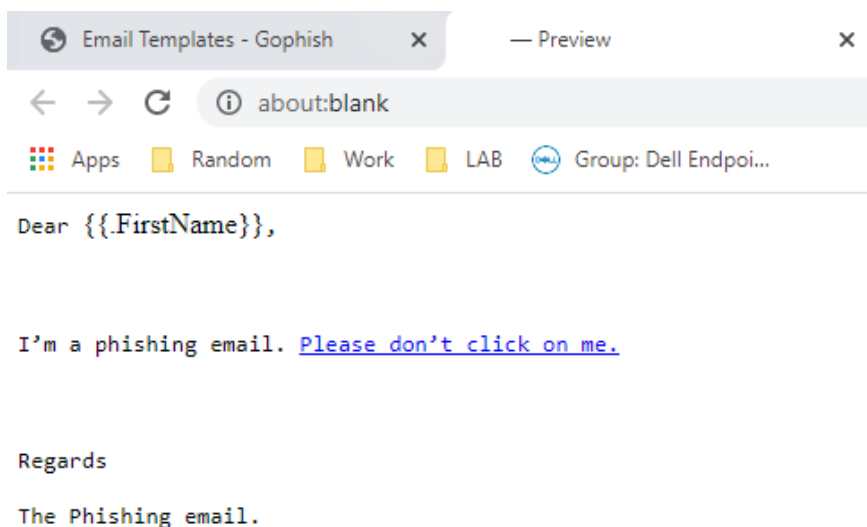 Email Templates - Gophish
— Preview
about:blank
Apps Random Work LAB Group: Dell Endpoi...
Dear {{.FirstName}},
I’m a phishing email. Please don’t click on me.
Regards
The Phishing email.